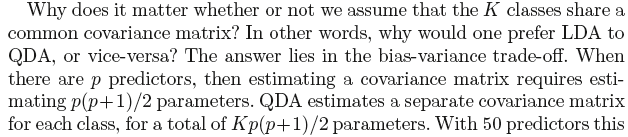 Why does it matter whether or not we assume that the K classes share a
common covariance matrix? In other words, why would one prefer LDA to
QDA, or vice-versa? The answer lies in the bias-variance trade-off. When
there are p predictors, then estimating a covariance matrix requires esti-
mating p(p+1)/2 parameters. QDA estimates a separate covariance matrix
for each class, for a total of Kp(p+1)/2 parameters. With 50 predictors this